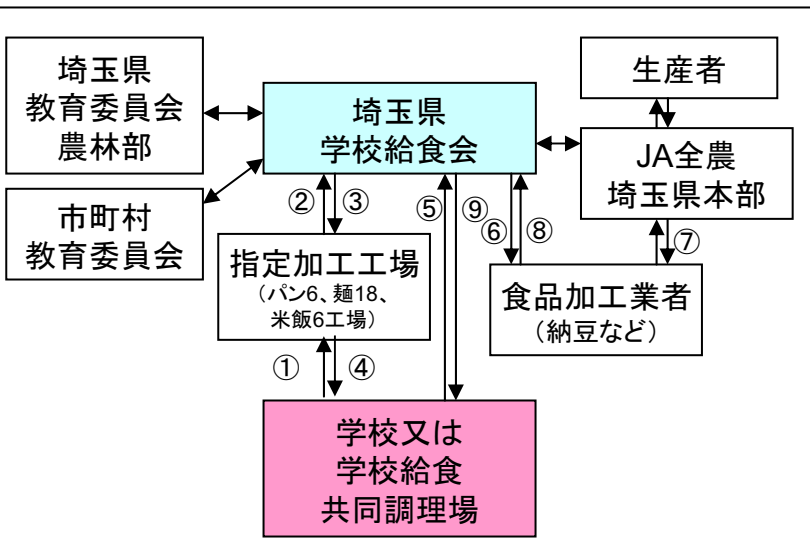 埼玉県
教育委員会
農林部
埼玉県
学校給食会
生産者
JA全農
埼玉県本部
市町村
教育委員会
②
③
⑤
⑨
⑥
⑧
⑦
指定加工工場
（パン6、麺18、
米飯6工場）
食品加工業者
（納豆など）
①
④
学校又は
学校給食
共同調理場